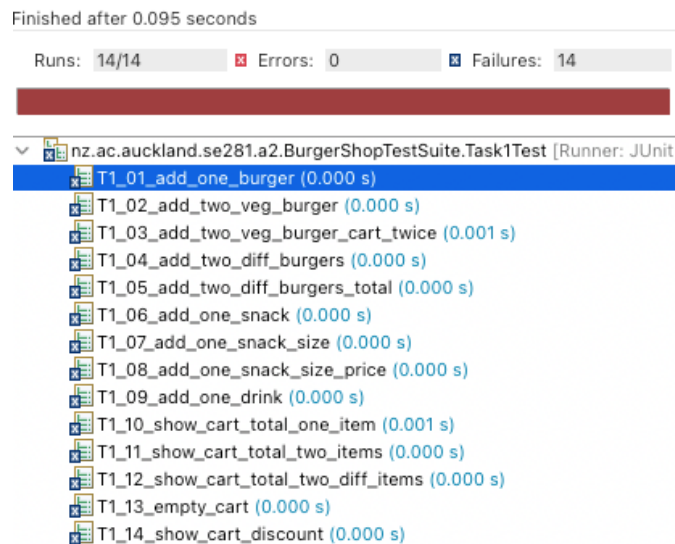 Finished after 0.095 seconds
Runs: 14/14 Errors: 0 Failures: 14
nz.ac.auckland.se281.a2.BurgerShopTestSuite.Task1Test [Runner: JUnit
T1_01_add_one_burger (0.000 s)
T1_02_add_two_veg_burger (0.000 s)
T1_03_add_two_veg_burger_cart_twice (0.001 s)
T1_04_add_two_diff_burgers (0.000 s)
T1_05_add_two_diff_burgers_total (0.000 s)
T1_06_add_one_snack (0.000 s)
T1_07_add_one_snack_size (0.000 s)
T1_08_add_one_snack_size_price (0.000 s)
T1_09_add_one_drink (0.000 s)
T1_10_show_cart_total_one_item (0.001 s)
T1_11_show_cart_total_two_items (0.000 s)
T1_12_show_cart_total_two_diff_items (0.000 s)
T1_13_empty_cart (0.000 s)
T1_14_show_cart_discount (0.000 s)